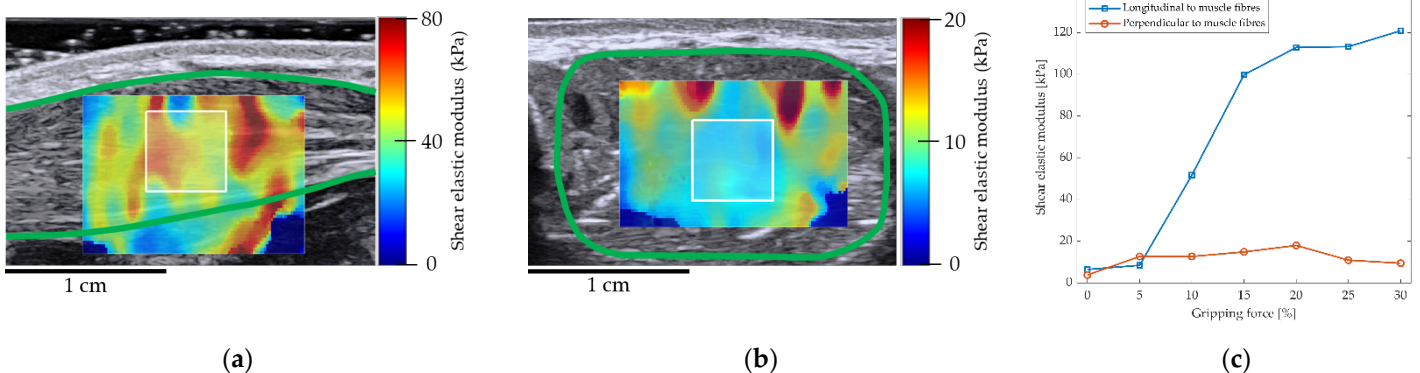 80
40
0
Shear elastic modulus (kPa)
1 cm
(a)
20
10
0
Shear elastic modulus (kPa)
1 cm
(b)
Longitudinal to muscle fibres
Perpendicular to muscle fibres
120
100
80
60
40
20
0
Shear elastic modulus [kPa]
0 5 10 15 20 25 30
Gripping force [%]
(c)